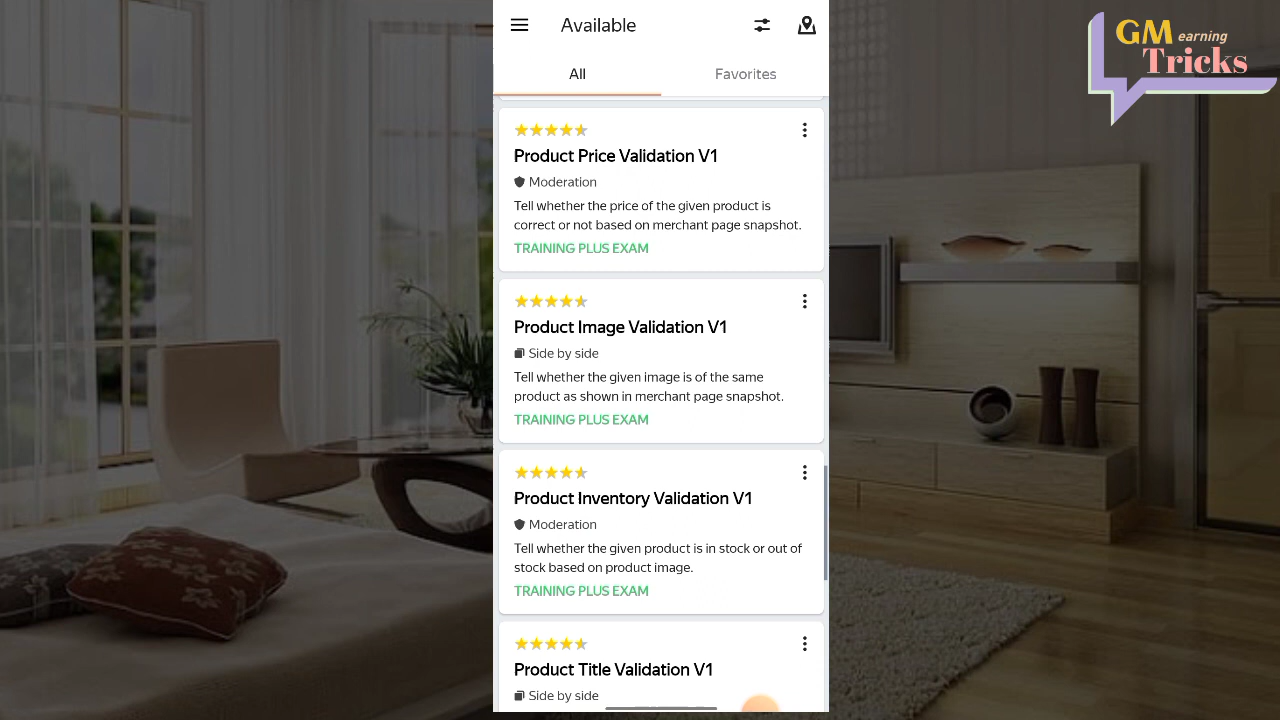 Available
All
Favorites
Product Price Validation V1
Moderation
Tell whether the price of the given product is
correct or not based on merchant page snapshot.
TRAINING PLUS EXAM
Product Image Validation V1
Side by side
Tell whether the given image is of the same
product as shown in merchant page snapshot.
TRAINING PLUS EXAM
Product Inventory Validation V1
Moderation
Tell whether the given product is in stock or out of
stock based on product image.
TRAINING PLUS EXAM
Product Title Validation V1
Side by side
GM earning
Tricks